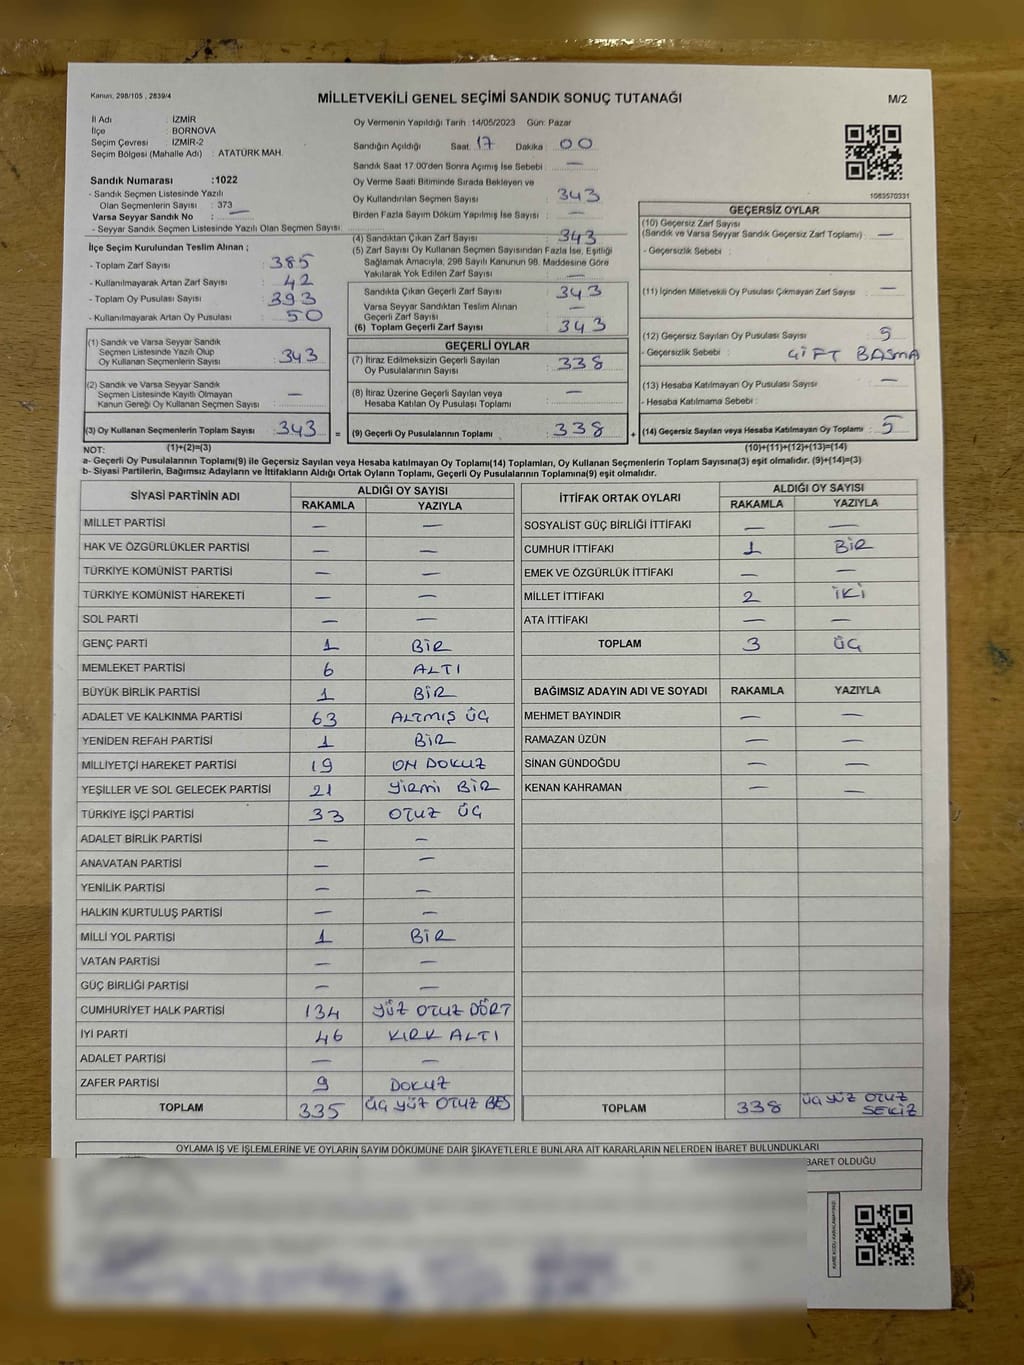 Kanun, 298/105 , 2839/4
MİLLETVEKİLİ GENEL SEÇİMİ SANDIK SONUÇ TUTANAĞI
M/2
İl Adı : İZMİR
İlçe : BORNOVA
Seçim Çevresi : İZMİR-2
Seçim Bölgesi (Mahalle Adı) : ATATÜRK MAH.
Sandık Numarası :1022
- Sandık Seçmen Listesinde Yazılı
Olan Seçmenlerin Sayısı : 373
Varsa Seyyar Sandık No : —
- Seyyar Sandık Seçmen Listesinde Yazılı Olan Seçmen Sayısı:
İlçe Seçim Kurulundan Teslim Alınan ;
- Toplam Zarf Sayısı : 385
- Kullanılmayarak Artan Zarf Sayısı : 42
- Toplam Oy Pusulası Sayısı : 393
- Kullanılmayarak Artan Oy Pusulası : 50
(1) Sandık ve Varsa Seyyar Sandık
Seçmen Listesinde Yazılı Olup
Oy Kullanan Seçmenlerin Sayısı : 343
(2) Sandık ve Varsa Seyyar Sandık
Seçmen Listesinde Kayıtlı Olmayan
Kanun Gereği Oy Kullanan Seçmen Sayısı : —
(3) Oy Kullanan Seçmenlerin Toplam Sayısı : 343
Oy Vermenin Yapıldığı Tarih :14/05/2023 Gün: Pazar
Sandığın Açıldığı Saat: 17 Dakika : 00
Sandık Saat 17:00'den Sonra Açımış İse Sebebi : —
Oy Verme Saati Bitiminde Sırada Bekleyen ve
Oy Kullandırılan Seçmen Sayısı : 343
Birden Fazla Sayım Döküm Yapılmış İse Sayısı : —
(4) Sandıktan Çıkan Zarf Sayısı : 343
(5) Zarf Sayısı Oy Kullanan Seçmen Sayısından Fazla İse, Eşitliği
Sağlamak Amacıyla, 298 Sayılı Kanunun 98. Maddesine Göre
Yakılarak Yok Edilen Zarf Sayısı : —
Sandıkta Çıkan Geçerli Zarf Sayısı : 343
Varsa Seyyar Sandıktan Teslim Alınan
Geçerli Zarf Sayısı : —
(6) Toplam Geçerli Zarf Sayısı : 343
GEÇERLİ OYLAR
(7) İtiraz Edilmeksizin Geçerli Sayılan
Oy Pusulalarının Sayısı : 338
(8) İtiraz Üzerine Geçerli Sayılan veya
Hesaba Katılan Oy Pusulası Toplamı : —
= (9) Geçerli Oy Pusulalarının Toplamı : 338
1063570331
GEÇERSİZ OYLAR
(10) Geçersiz Zarf Sayısı
(Sandık ve Varsa Seyyar Sandık Geçersiz Zarf Toplamı) : —
- Geçersizlik Sebebi :
(11) İçinden Milletvekili Oy Pusulası Çıkmayan Zarf Sayısı : —
(12) Geçersiz Sayılan Oy Pusulası Sayısı : 5
- Geçersizlik Sebebi : ÇİFT BASMA
(13) Hesaba Katılmayan Oy Pusulası Sayısı : —
- Hesaba Katılmama Sebebi :
+ (14) Geçersiz Sayılan veya Hesaba Katılmayan Oy Toplamı : 5
NOT: (1)+(2)=(3) (10)+(11)+(12)+(13)=(14)
a- Geçerli Oy Pusulalarının Toplamı(9) ile Geçersiz Sayılan veya Hesaba katılmayan Oy Toplamı(14) Toplamları, Oy Kullanan Seçmenlerin Toplam Sayısına(3) eşit olmalıdır. (9)+(14)=(3)
b- Siyasi Partilerin, Bağımsız Adayların ve İttifakların Aldığı Ortak Oyların Toplamı, Geçerli Oy Pusulalarının Toplamına(9) eşit olmalıdır.
SİYASİ PARTİNİN ADI ALDIĞI OY SAYISI
RAKAMLA YAZIYLA
MİLLET PARTİSİ — —
HAK VE ÖZGÜRLÜKLER PARTİSİ — —
TÜRKİYE KOMÜNİST PARTİSİ — —
TÜRKİYE KOMÜNİST HAREKETİ — —
SOL PARTİ — —
GENÇ PARTİ 1 BİR
MEMLEKET PARTİSİ 6 ALTI
BÜYÜK BİRLİK PARTİSİ 1 BİR
ADALET VE KALKINMA PARTİSİ 63 ALTMIŞ ÜÇ
YENİDEN REFAH PARTİSİ 1 BİR
MİLLİYETÇİ HAREKET PARTİSİ 19 ON DOKUZ
YEŞİLLER VE SOL GELECEK PARTİSİ 21 YİRMİ BİR
TÜRKİYE İŞÇİ PARTİSİ 33 OTUZ ÜÇ
ADALET BİRLİK PARTİSİ — —
ANAVATAN PARTİSİ — —
YENİLİK PARTİSİ — —
HALKIN KURTULUŞ PARTİSİ — —
MİLLİ YOL PARTİSİ 1 BİR
VATAN PARTİSİ — —
GÜÇ BİRLİĞİ PARTİSİ — —
CUMHURİYET HALK PARTİSİ 134 YÜZ OTUZ DÖRT
İYİ PARTİ 46 KIRK ALTI
ADALET PARTİSİ — —
ZAFER PARTİSİ 9 DOKUZ
TOPLAM 335 ÜÇ YÜZ OTUZ BEŞ
İTTİFAK ORTAK OYLARI ALDIĞI OY SAYISI
RAKAMLA YAZIYLA
SOSYALİST GÜÇ BİRLİĞİ İTTİFAKI — —
CUMHUR İTTİFAKI 1 BİR
EMEK VE ÖZGÜRLÜK İTTİFAKI — —
MİLLET İTTİFAKI 2 İKİ
ATA İTTİFAKI — —
TOPLAM 3 ÜÇ
BAĞIMSIZ ADAYIN ADI VE SOYADI RAKAMLA YAZIYLA
MEHMET BAYINDIR — —
RAMAZAN ÜZÜN — —
SİNAN GÜNDOĞDU — —
KENAN KAHRAMAN — —
TOPLAM 338 ÜÇ YÜZ OTUZ
SEKİZ
OYLAMA İŞ VE İŞLEMLERİNE VE OYLARIN SAYIM DÖKÜMÜNE DAİR ŞİKAYETLERLE BUNLARA AİT KARARLARIN NELERDEN İBARET BULUNDUKLARI
BARET OLDUĞU